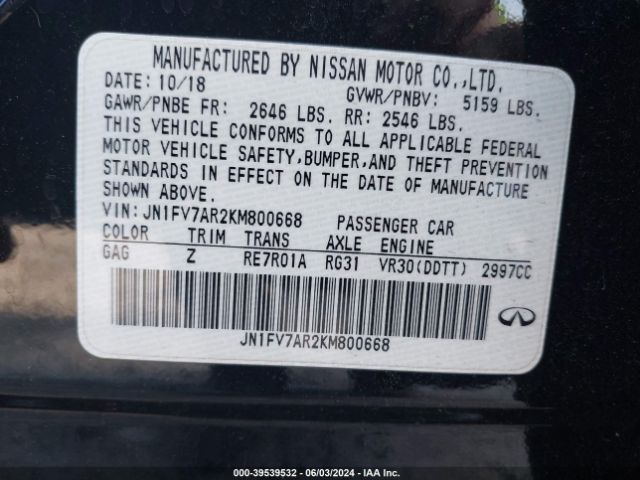 MANUFACTURED BY NISSAN MOTOR CO.,LTD.
DATE: 10/18 GVWR/PNBV: 5159 LBS.
GAWR/PNBE FR: 2646 LBS. RR: 2546 LBS.
THIS VEHICLE CONFORMS TO ALL APPLICABLE FEDERAL
MOTOR VEHICLE SAFETY,BUMPER,AND THEFT PREVENTION
STANDARDS IN EFFECT ON THE DATE OF MANUFACTURE
SHOWN ABOVE.
VIN:JN1FV7AR2KM800668 PASSENGER CAR
COLOR TRIM TRANS AXLE ENGINE
GAG Z RE7R01A RG31 VR30(DDTT) 2997CC
JN1FV7AR2KM800668
000-39539532 - 06/03/2024 - IAA Inc.